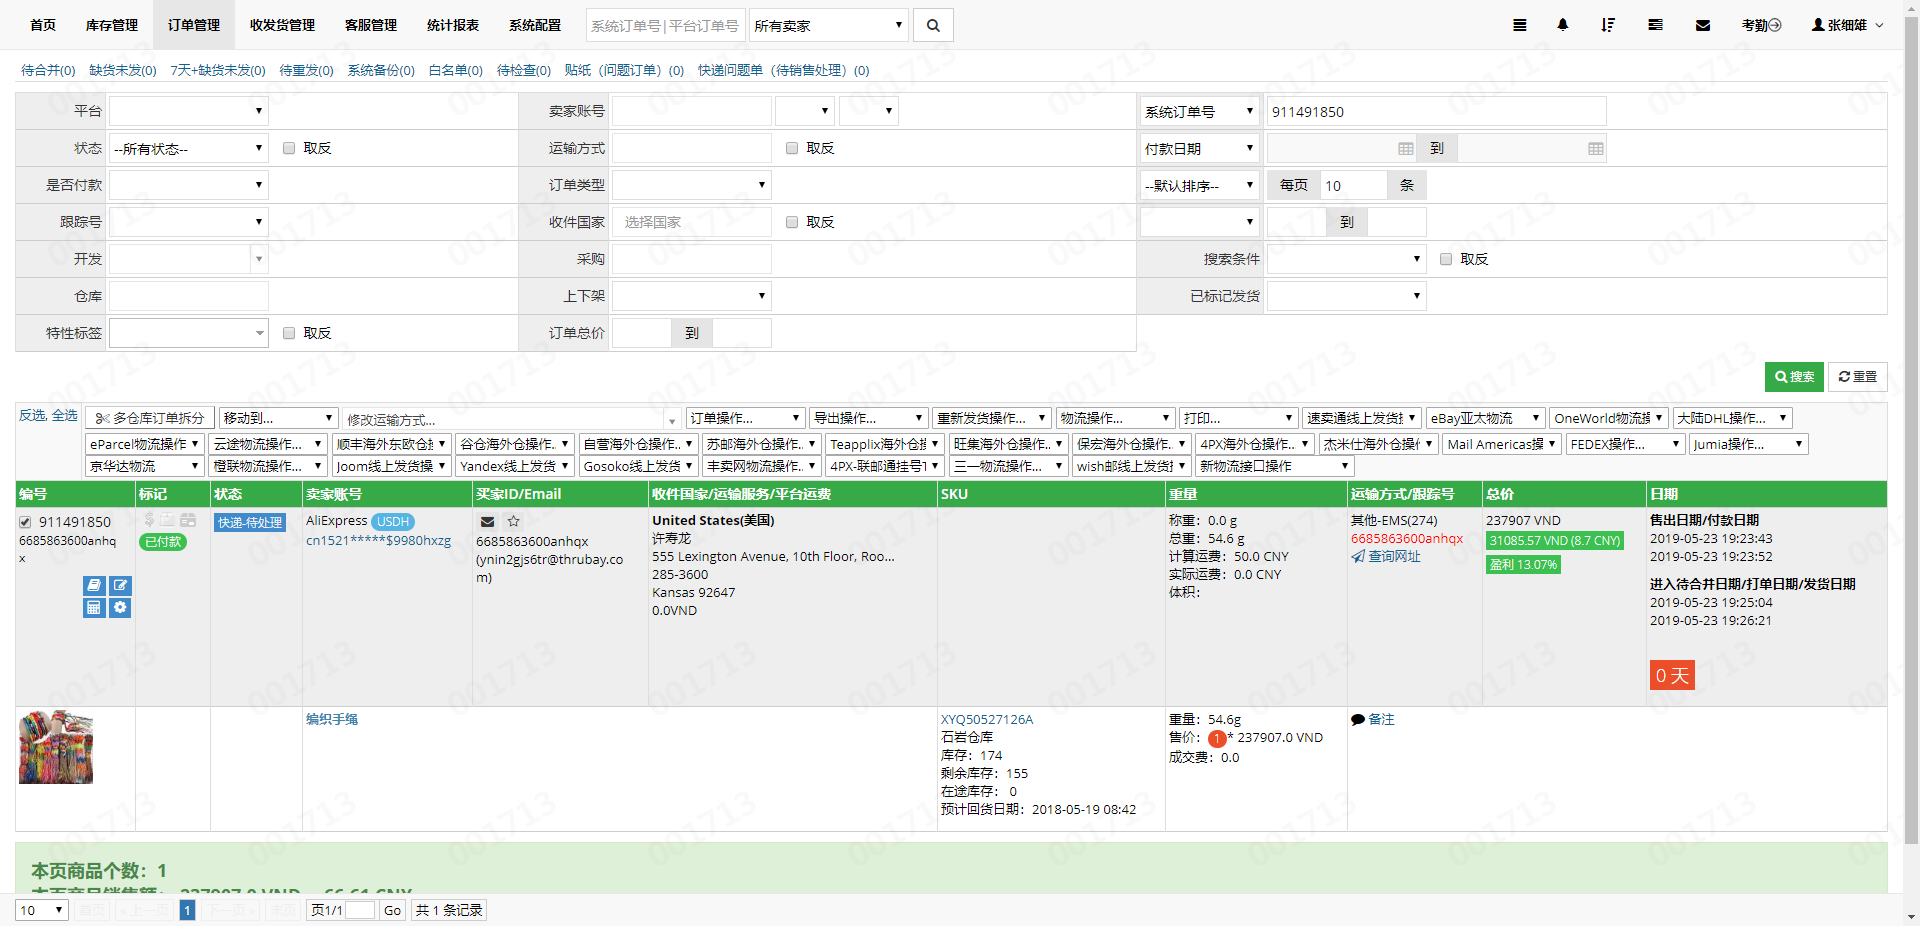 首页 库存管理 订单管理 收发货管理 客服管理 统计报表 系统配置 系统订单号|平台订单号 所有卖家 考勤 张细雄
待合并(0) 缺货未发(0) 7天+缺货未发(0) 待重发(0) 系统备份(0) 白名单(0) 待检查(0) 贴纸（问题订单）(0) 快递问题单（待销售处理）(0)
平台 卖家账号 系统订单号 911491850
状态 --所有状态-- 取反 运输方式 取反 付款日期 到
是否付款 订单类型 --默认排序-- 每页 10 条
跟踪号 收件国家 选择国家 取反 到
开发 采购 搜索条件 取反
仓库 上下架 已标记发货
特性标签 取反 订单总价 到
搜索 重置
反选, 全选 多仓库订单拆分 移动到... 修改运输方式... 订单操作... 导出操作... 重新发货操作... 物流操作... 打印... 速卖通线上发货 eBay亚太物流 OneWorld物流操 大陆DHL操作...
eParcel物流操作 云途物流操作... 顺丰海外东欧仓 谷仓海外仓操作.. 自营海外仓操作.. 苏邮海外仓操作.. Teapplix海外仓 旺集海外仓操作.. 保宏海外仓操作.. 4PX海外仓操作.. 杰米仕海外仓操作 Mail Americas操 FEDEX操作... Jumia操作...
京华达物流 橙联物流操作... Joom线上发货操 Yandex线上发货 Gosoko线上发货 丰卖网物流操作.. 4PX-联邮通挂号 三一物流操作... wish邮线上发货 新物流接口操作
编号 标记 状态 卖家账号 买家ID/Email 收件国家/运输服务/平台运费 SKU 重量 运输方式/跟踪号 总价 日期
911491850
6685863600anhq
x
已付款
快递-待处理
AliExpress USDH
cn1521*****$9980hxzg
6685863600anhqx
(ynin2gjs6tr@thrubay.co
m)
United States(美国)
许寿龙
555 Lexington Avenue, 10th Floor, Roo...
285-3600
Kansas 92647
0.0VND
称重：0.0 g
总重：54.6 g
计算运费：50.0 CNY
实际运费：0.0 CNY
体积：
其他-EMS(274)
6685863600anhqx
查询网址
237907 VND
31085.57 VND (8.7 CNY)
盈利 13.07%
售出日期/付款日期
2019-05-23 19:23:43
2019-05-23 19:23:52
进入待合并日期/打单日期/发货日期
2019-05-23 19:25:04
2019-05-23 19:26:21
0 天
编织手绳
XYQ50527126A
石岩仓库
库存：174
剩余库存：155
在途库存： 0
预计回货日期：2018-05-19 08:42
重量：54.6g
售价： 1 * 237907.0 VND
成交费：0.0
备注
本页商品个数：1
本页商品销售额： 237907.0 VND 66.61 CNY
10 首页 « 上一页 1 下一页 » 末页 页1/1 Go 共 1 条记录
001713